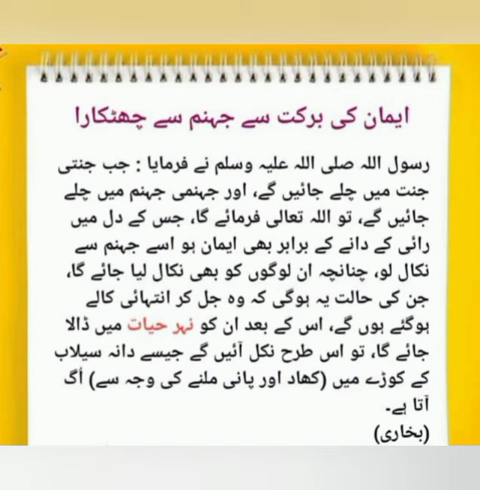 ایمان کی برکت سے جہنم سے چھٹکارا
رسول اللہ صلی اللہ علیہ وسلم نے فرمایا : جب جنتی
جنت میں چلے جائیں گے، اور جہنمی جہنم میں چلے
جائیں گے، تو اللہ تعالی فرمائے گا، جس کے دل میں
رائی کے دانے کے برابر بھی ایمان ہو اسے جہنم سے
نکال لو، چنانچہ ان لوگوں کو بھی نکال لیا جائے گا،
جن کی حالت یہ ہوگی کہ وہ جل کر انتہائی کالے
ہوگئے ہوں گے، اس کے بعد ان کو نہر حیات میں ڈالا
جائے گا، تو اس طرح نکل آئیں گے جیسے دانہ سیلاب
کے کوڑے میں (کھاد اور پانی ملنے کی وجہ سے) اُگ
آتا ہے۔
(بخاری)